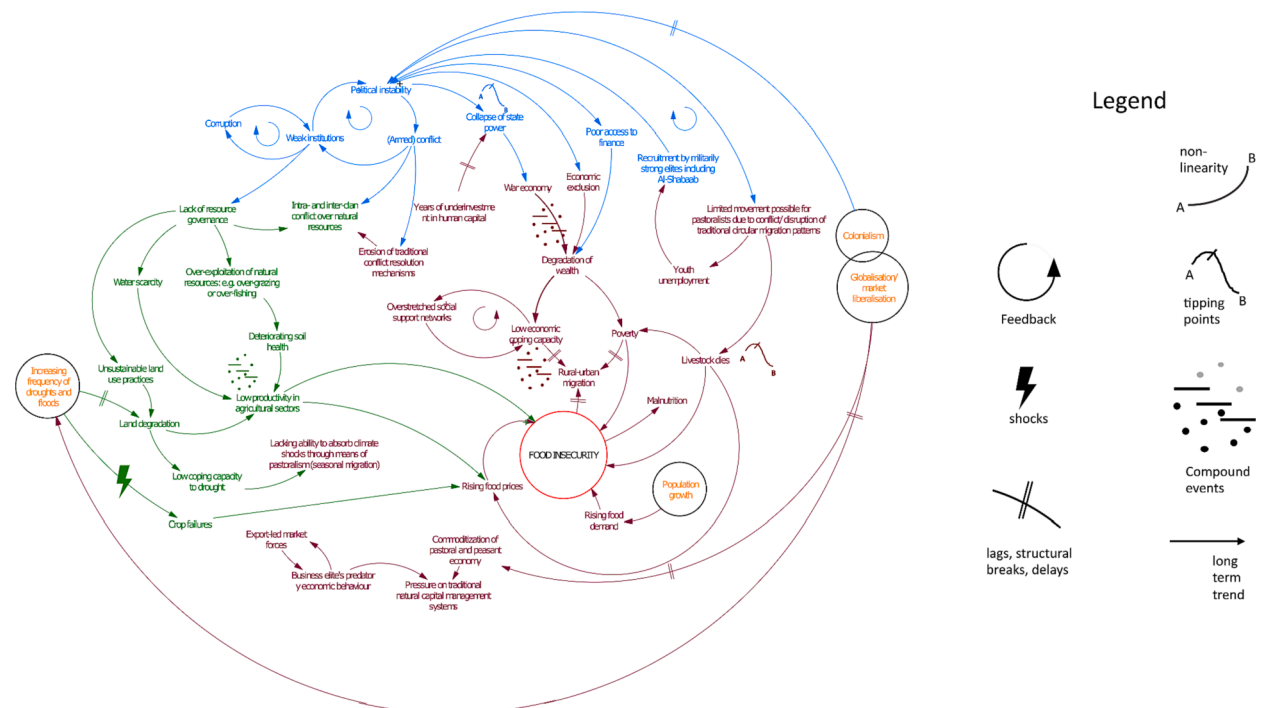 Legend
Political instability
Corruption
Weak institutions
(Armed) conflict
A
B
Collapse of state
power
Poor access to
finance
Recruitment by militarily
strong elites including
Al-Shabaab
War economy
Economic
exclusion
Lack of resource
governance
Intra- and inter-clan
conflict over natural
resources
Years of underinvestme
nt in human capital
Limited movement possible for
pastoralists due to conflict/ disruption of
traditional circular migration patterns
Colonialism
Globalisation/
market
liberalisation
Erosion of traditional
conflict resolution
mechanisms
Degradation of
wealth
Youth
unemployment
Water scarcity
Over-exploitation of natural
resources: e.g. over-grazing
or over-fishing
Overstretched social
support networks
Low economic
coping capacity
Poverty
Deteriorating soil
health
Livestock dies
A
B
Rural-urban
migration
Increasing
frequency of
droughts and
floods
Unsustainable land
use practices
Low productivity in
agricultural sectors
Malnutrition
Land degradation
Lacking ability to absorb climate
shocks through means of
pastoralism (seasonal migration)
FOOD INSECURITY
Low coping capacity
to drought
Rising food prices
Population
growth
Crop failures
Rising food
demand
Export-led market
forces
Commoditization of
pastoral and peasant
economy
Business elite's predator
y economic behaviour
Pressure on traditional
natural capital management
systems
non-
linearity
A
B
Feedback
A
B
tipping
points
shocks
Compound
events
lags, structural
breaks, delays
long
term
trend